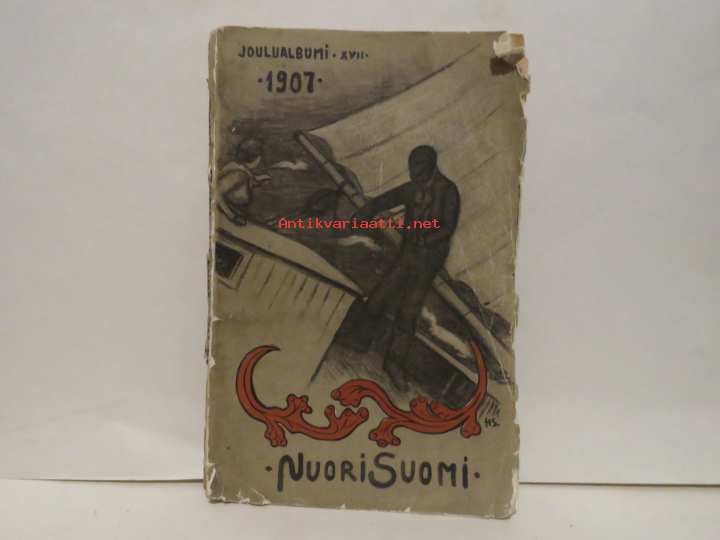 JOULUALBUMI · XVII ·
· 1907 ·
Antikvariaatti.net
HS.
· NUORI SUOMI ·